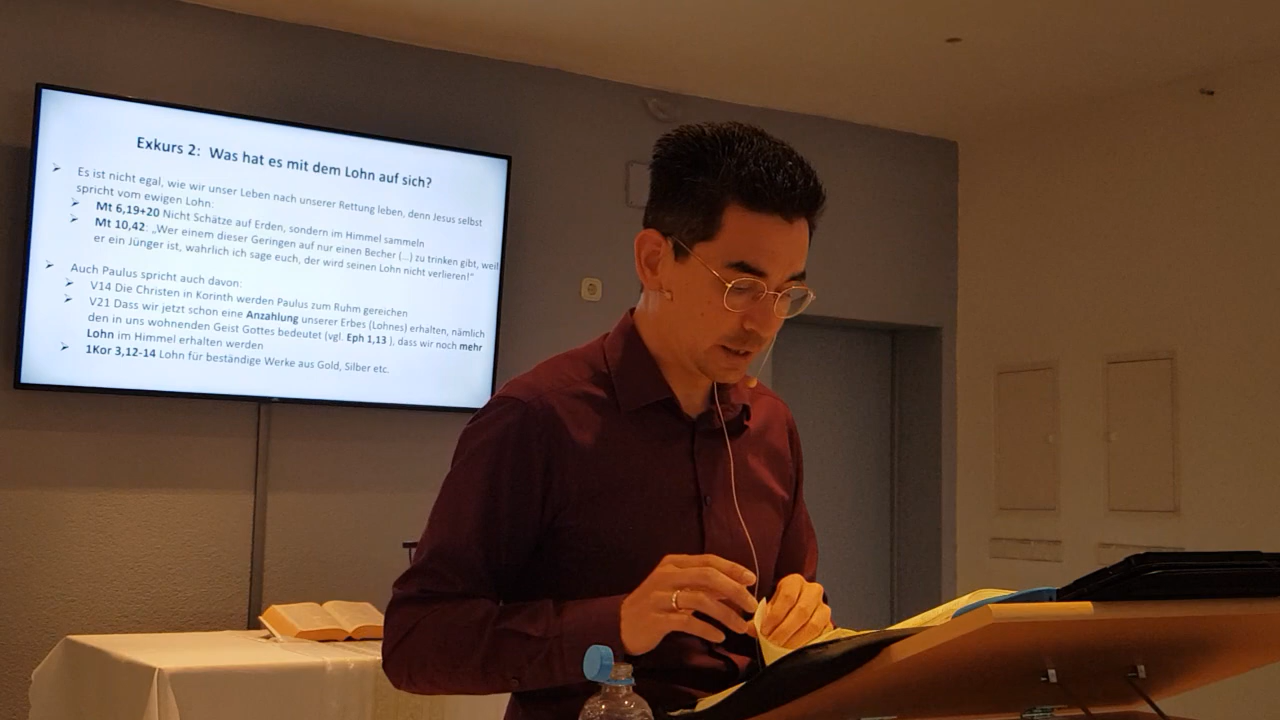 Exkurs 2: Was hat es mit dem Lohn auf sich?
➢ Es ist nicht egal, wie wir unser Leben nach unserer Rettung leben, denn Jesus selbst
spricht vom ewigen Lohn:
➢ Mt 6,19+20 Nicht Schätze auf Erden, sondern im Himmel sammeln
➢ Mt 10,42: „Wer einem dieser Geringen auf nur einen Becher (...) zu trinken gibt, weil
er ein Jünger ist, wahrlich ich sage euch, der wird seinen Lohn nicht verlieren!"
➢ Auch Paulus spricht auch davon:
➢ V14 Die Christen in Korinth werden Paulus zum Ruhm gereichen
➢ V21 Dass wir jetzt schon eine Anzahlung unserer Erbes (Lohnes) erhalten, nämlich
den in uns wohnenden Geist Gottes bedeutet (vgl. Eph 1,13 ), dass wir noch mehr
Lohn im Himmel erhalten werden
➢ 1Kor 3,12-14 Lohn für beständige Werke aus Gold, Silber etc.